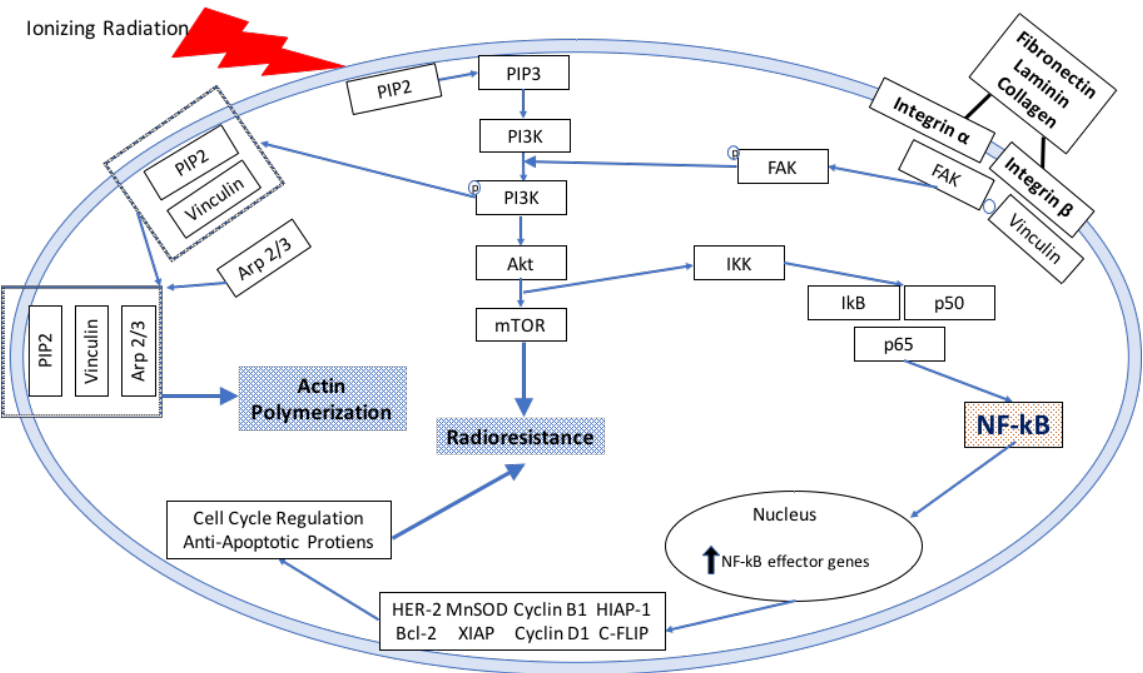 Ionizing Radiation
PIP2
PIP3
PI3K
p
PI3K
Akt
mTOR
Radioresistance
p
FAK
Integrin α
Integrin β
Fibronectin
Laminin
Collagen
FAK
Vinculin
PIP2
Vinculin
Arp 2/3
PIP2
Vinculin
Arp 2/3
Actin
Polymerization
IKK
IkB
p50
p65
NF-kB
Nucleus
NF-kB effector genes
HER-2 MnSOD Cyclin B1 HIAP-1
Bcl-2 XIAP Cyclin D1 C-FLIP
Cell Cycle Regulation
Anti-Apoptotic Protiens